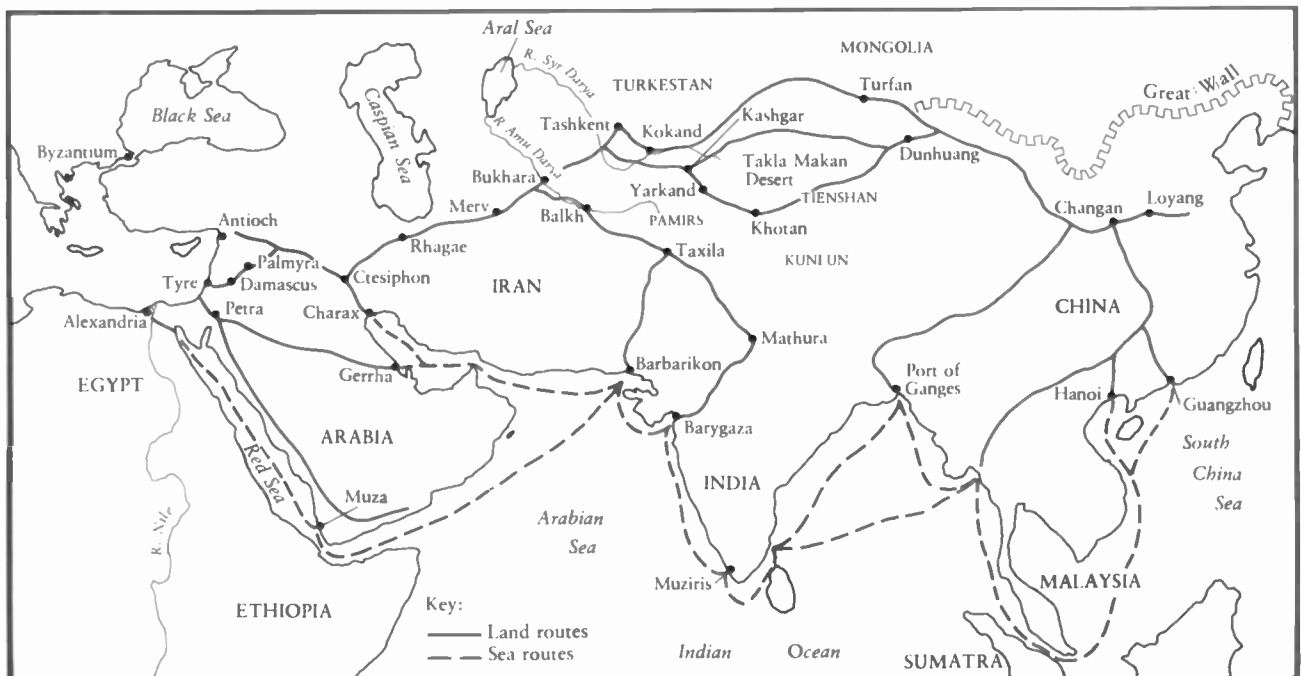 Aral Sea
MONGOLIA
R. Syr Darya
TURKESTAN
Turfan
Great Wall
Black Sea
Caspian Sea
Kashgar
Tashkent
Kokand
R. Amu Darya
Byzantium
Dunhuang
Takla Makan
Desert
Bukhara
Yarkand
TIENSHAN
Loyang
Merv
Balkh
PAMIRS
Changan
Antioch
Khotan
Rhagae
Taxila
Palmyra
KUNLUN
Tyre
Damascus
Ctesiphon
IRAN
Petra
Charax
CHINA
Alexandria
Mathura
Barbarikon
Gerrha
Port of
Ganges
EGYPT
Hanoi
Guangzhou
Barygaza
ARABIA
South
China
Sea
Red Sea
INDIA
Muza
R. Nile
Arabian
Sea
Muziris
MALAYSIA
ETHIOPIA
Key:
Land routes
Sea routes
Indian Ocean
SUMATRA